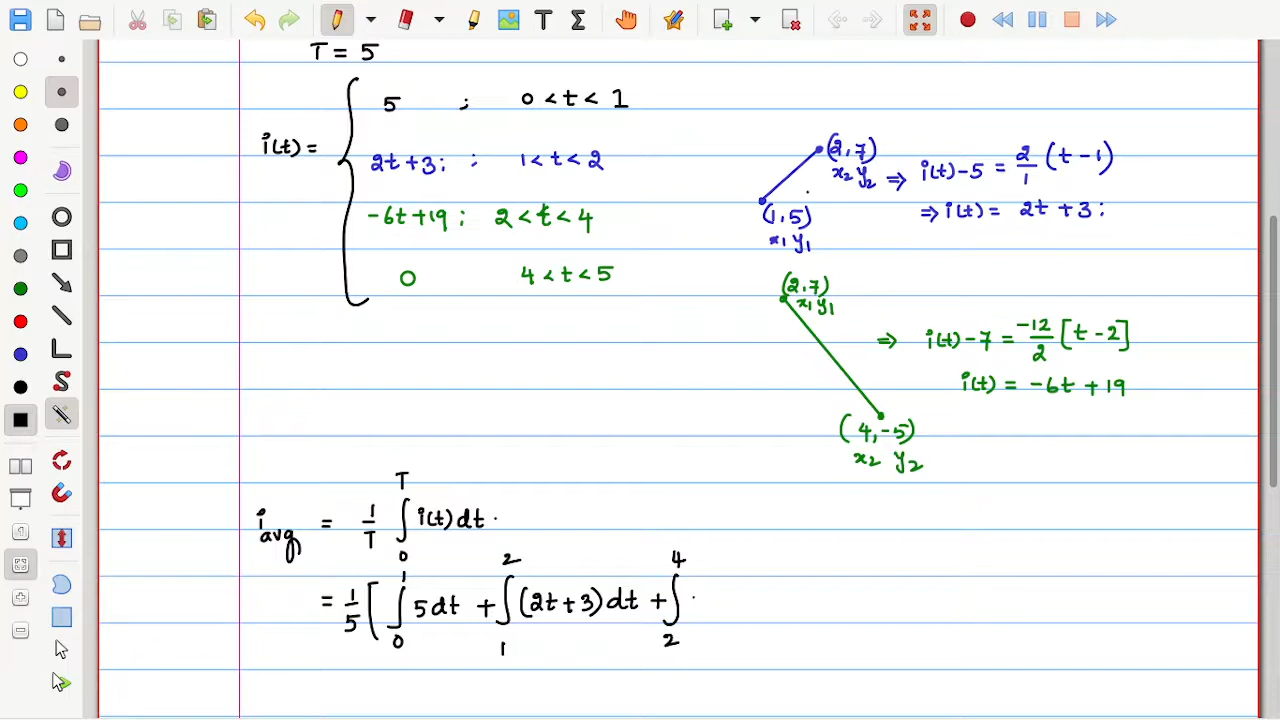 T = 5
i(t) =
5 ; 0 < t < 1
2t+3; ; 1 < t < 2
-6t+19 ; 2 < t < 4
0 4 < t < 5
(2,7)
x2 y2
(1,5)
x1 y1
⇒ i(t)-5 = 2/1 (t-1)
⇒ i(t) = 2t+3 ;
(2,7)
x1 y1
(4,-5)
x2 y2
⇒ i(t)-7 = -12/2 [t-2]
i(t) = -6t+19
i_avg = 1/T ∫_0^T i(t) dt
= 1/5 [ ∫_0^1 5 dt + ∫_1^2 (2t+3) dt + ∫_2^4